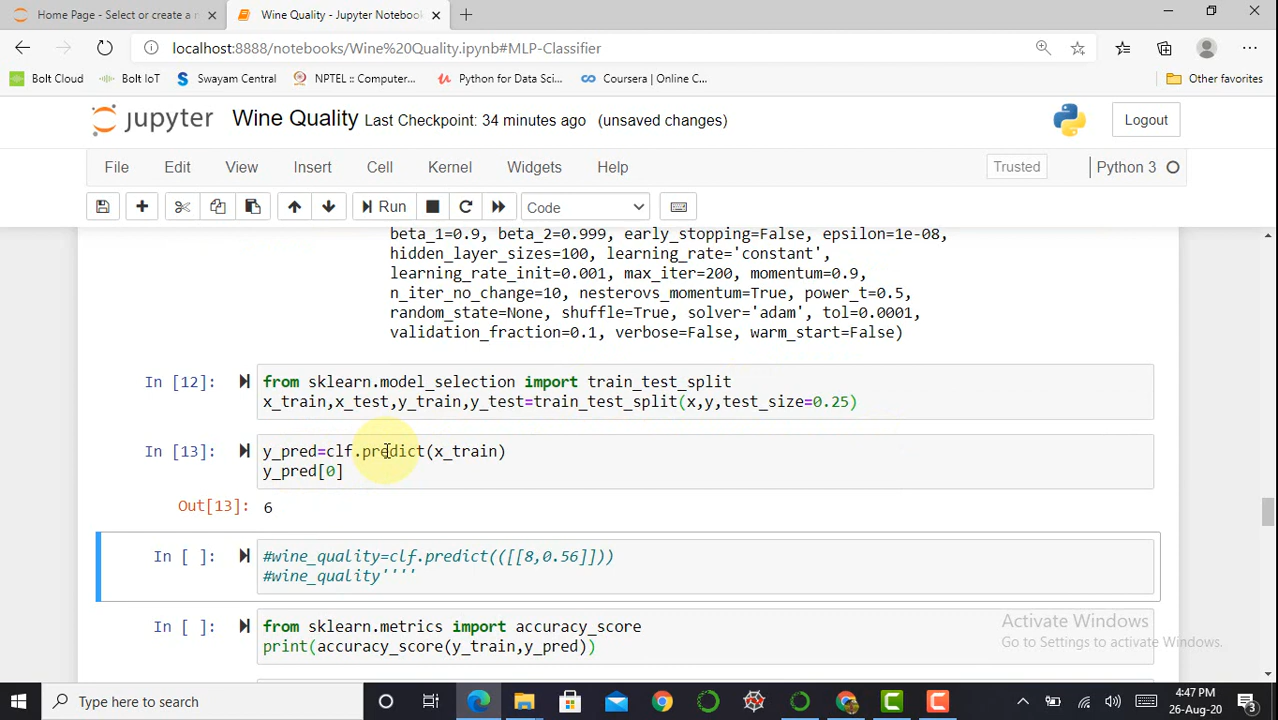 Home Page - Select or create a n
Wine Quality - Jupyter Notebook
localhost:8888/notebooks/Wine%20Quality.ipynb#MLP-Classifier
Bolt Cloud
Bolt IoT
Swayam Central
NPTEL :: Computer...
Python for Data Sci...
Coursera | Online C...
Other favorites
jupyter Wine Quality Last Checkpoint: 34 minutes ago (unsaved changes)
Logout
File Edit View Insert Cell Kernel Widgets Help
Trusted
Python 3
Run
Code
beta_1=0.9, beta_2=0.999, early_stopping=False, epsilon=1e-08,
hidden_layer_sizes=100, learning_rate='constant',
learning_rate_init=0.001, max_iter=200, momentum=0.9,
n_iter_no_change=10, nesterovs_momentum=True, power_t=0.5,
random_state=None, shuffle=True, solver='adam', tol=0.0001,
validation_fraction=0.1, verbose=False, warm_start=False)
In [12]: from sklearn.model_selection import train_test_split
x_train,x_test,y_train,y_test=train_test_split(x,y,test_size=0.25)
In [13]: y_pred=clf.predict(x_train)
y_pred[0]
Out[13]: 6
In [ ]: #wine_quality=clf.predict(([[8,0.56]]))
#wine_quality''''
In [ ]: from sklearn.metrics import accuracy_score
print(accuracy_score(y_train,y_pred))
Activate Windows
Go to Settings to activate Windows.
Type here to search
4:47 PM
26-Aug-20
3